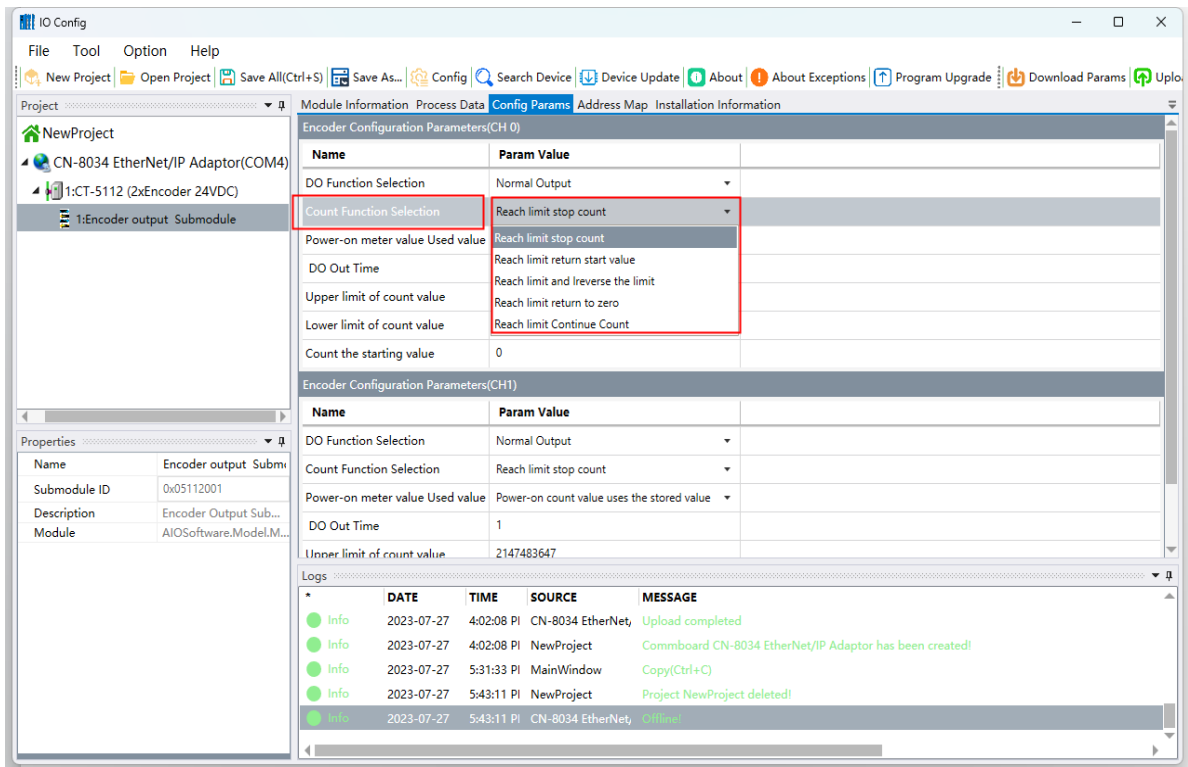 IO Config
File Tool Option Help
New Project Open Project Save All(Ctrl+S) Save As... Config Search Device Device Update About About Exceptions Program Upgrade Download Params Uplo
Project
NewProject
CN-8034 EtherNet/IP Adaptor(COM4)
1:CT-5112 (2xEncoder 24VDC)
1:Encoder output Submodule
Module Information Process Data Config Params Address Map Installation Information
Encoder Configuration Parameters(CH 0)
Name Param Value
DO Function Selection Normal Output
Count Function Selection Reach limit stop count
Power-on meter value Used value Reach limit stop count
Reach limit return start value
DO Out Time
Reach limit and Ireverse the limit
Upper limit of count value
Reach limit return to zero
Lower limit of count value Reach limit Continue Count
Count the starting value 0
Encoder Configuration Parameters(CH1)
Name Param Value
DO Function Selection Normal Output
Count Function Selection Reach limit stop count
Power-on meter value Used value Power-on count value uses the stored value
DO Out Time 1
Upper limit of count value 2147483647
Properties
Name Encoder output Subm
Submodule ID 0x05112001
Description Encoder Output Sub...
Module AIOSoftware.Model.M...
Logs
* DATE TIME SOURCE MESSAGE
Info 2023-07-27 4:02:08 P CN-8034 EtherNet, Upload completed
Info 2023-07-27 4:02:08 P NewProject Commboard CN-8034 EtherNet/IP Adaptor has been created!
Info 2023-07-27 5:31:33 P MainWindow Copy(Ctrl+C)
Info 2023-07-27 5:43:11 P NewProject Project NewProject deleted!
Info 2023-07-27 5:43:11 P CN-8034 EtherNet, Offline!